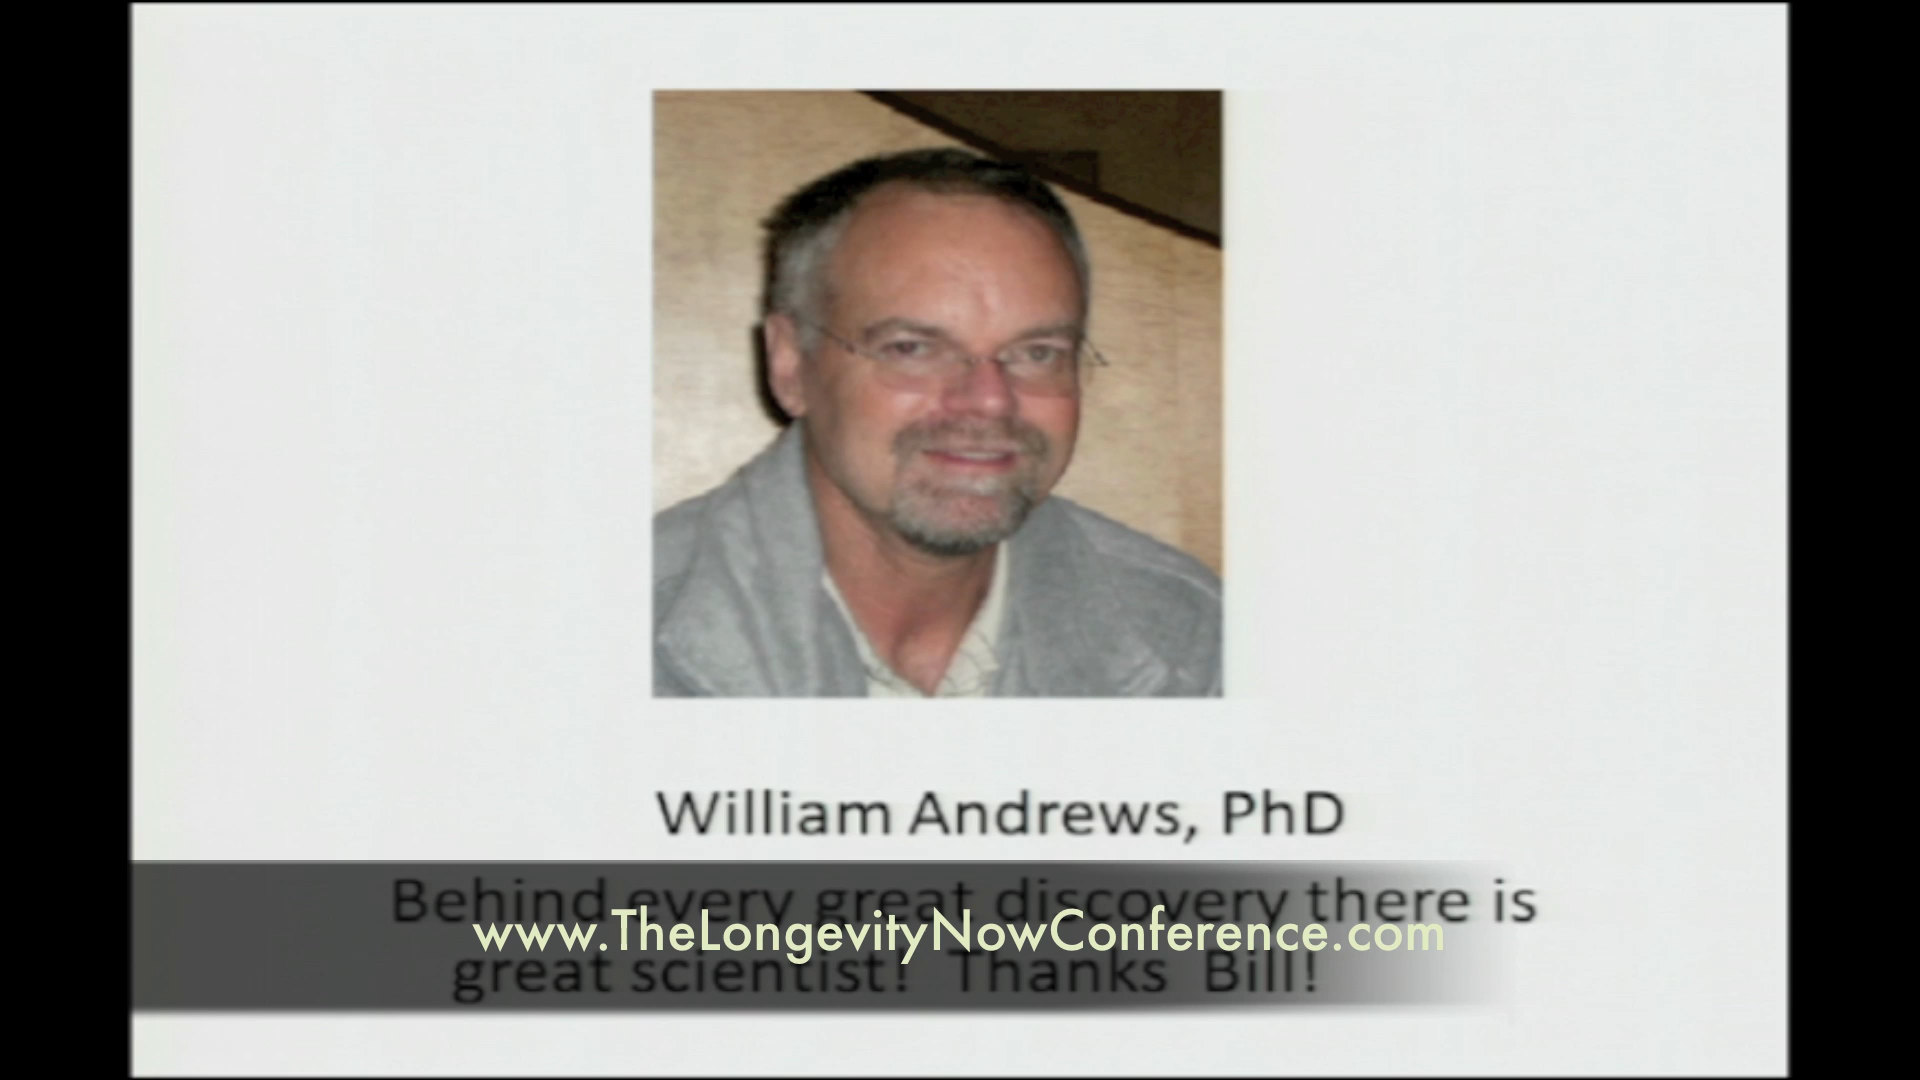 William Andrews, PhD
Behind every great discovery there is
www.TheLongevityNowConference.com
great scientist! Thanks Bill!